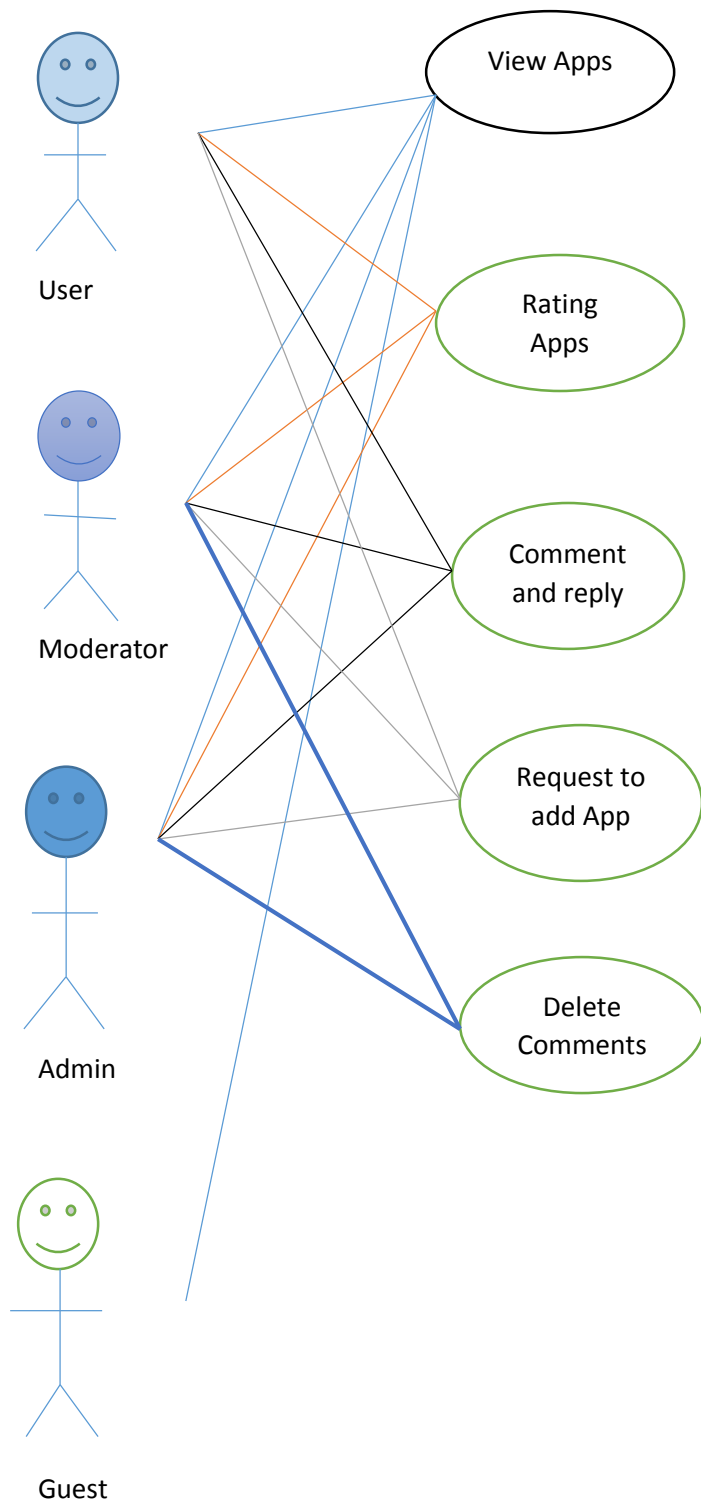 View Apps
User
Rating
Apps
Moderator
Comment
and reply
Request to
add App
Admin
Delete
Comments
Guest